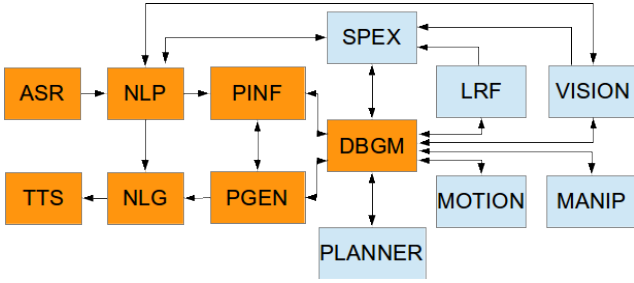 SPEX
ASR
NLP
PINF
LRF
VISION
DBGM
TTS
NLG
PGEN
MOTION
MANIP
PLANNER